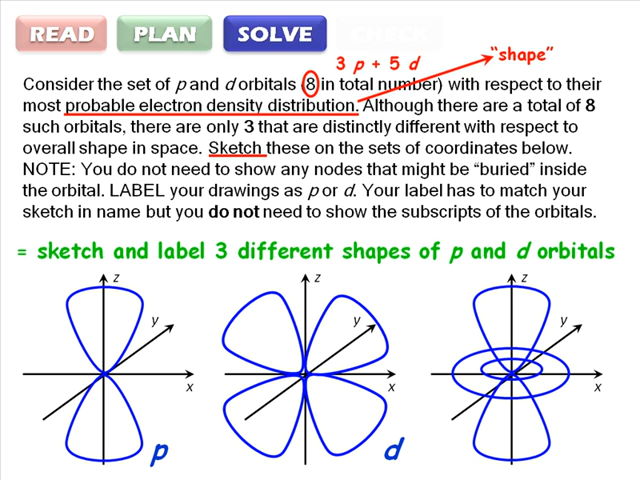 READ PLAN SOLVE CHECK
3 p + 5 d "shape"
Consider the set of p and d orbitals (8 in total number) with respect to their
most probable electron density distribution. Although there are a total of 8
such orbitals, there are only 3 that are distinctly different with respect to
overall shape in space. Sketch these on the sets of coordinates below.
NOTE: You do not need to show any nodes that might be "buried" inside
the orbital. LABEL your drawings as p or d. Your label has to match your
sketch in name but you do not need to show the subscripts of the orbitals.
= sketch and label 3 different shapes of p and d orbitals
z z z
y y y
x x x
p d